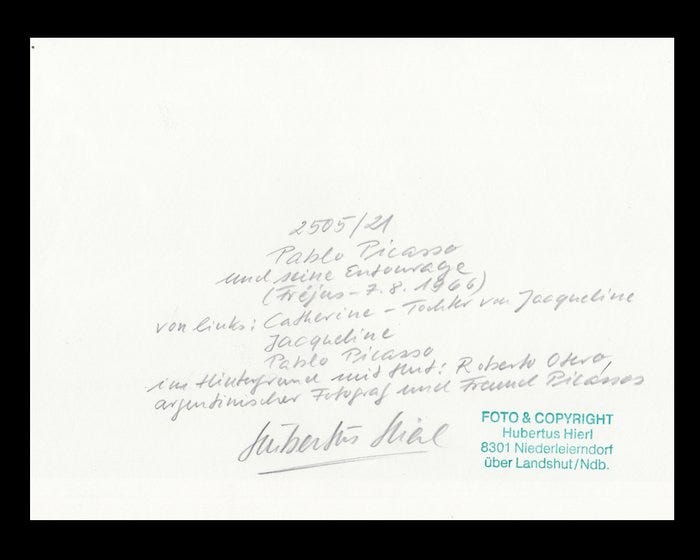 2505/21
Pablo Picasso
und seine Entourage
(Fréjus - 7. 8. 1966)
von links: Catherine - Tochter von Jacqueline
Jacqueline
Pablo Picasso
im Hintergrund mit Hut: Roberto Otero,
argentinischer Fotograf und Freund Picassos
Hubertus Hierl
FOTO & COPYRIGHT
Hubertus Hierl
8301 Niederleierndorf
über Landshut/Ndb.